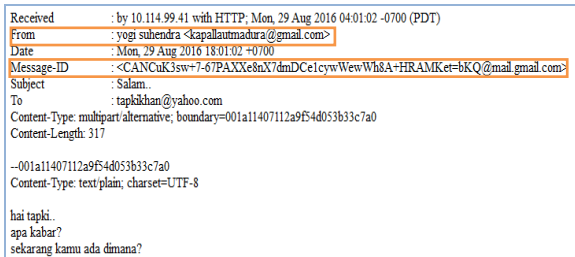 Received : by 10.114.99.41 with HTTP; Mon, 29 Aug 2016 04:01:02 -0700 (PDT)
From : yogi suhendra <kapallautmadura@gmail.com>
Date : Mon, 29 Aug 2016 18:01:02 +0700
Message-ID : <CANCuK3sw+7-67PAXXe8nX7dmDCe1cywWewWh8A+HRAMKet=bKQ@mail.gmail.com>
Subject : Salam..
To : tapkikhan@yahoo.com
Content-Type: multipart/alternative; boundary=001a11407112a9f54d053b33c7a0
Content-Length: 317
--001a11407112a9f54d053b33c7a0
Content-Type: text/plain; charset=UTF-8
hai tapki..
apa kabar?
sekarang kamu ada dimana?